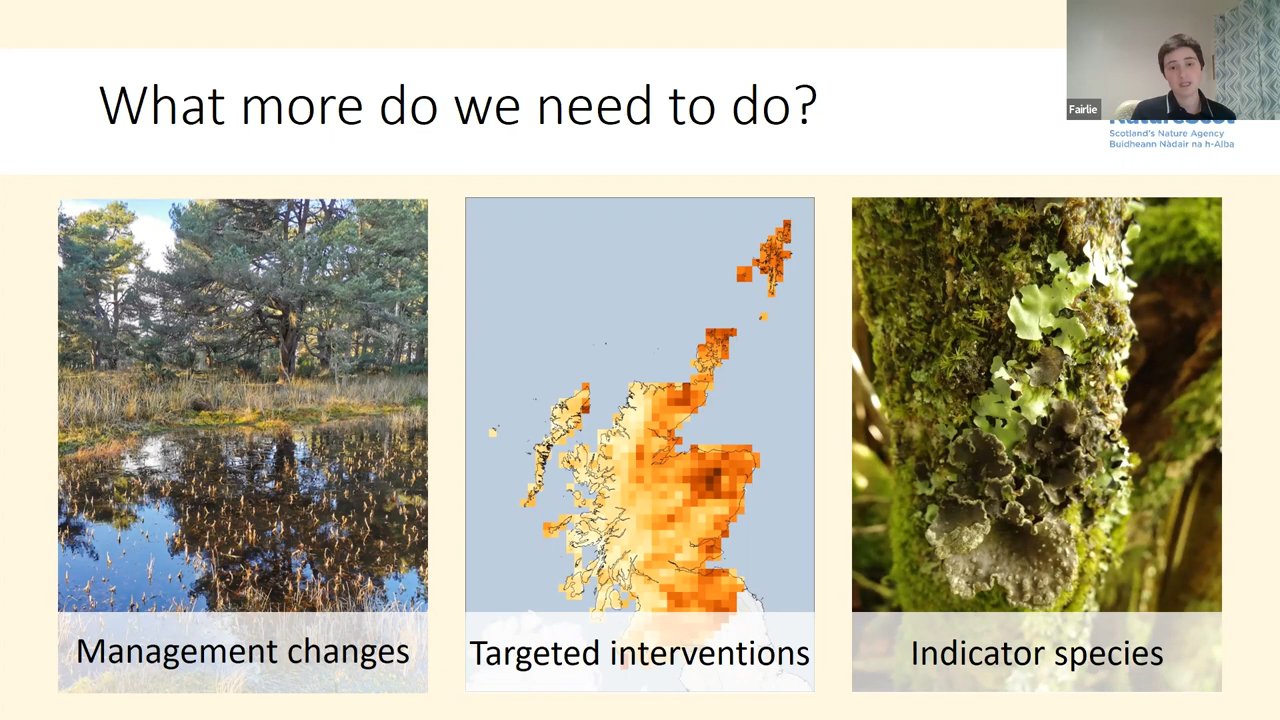 What more do we need to do?
Fairlie
NatureScot
Scotland's Nature Agency
Buidheann Nàdair na h-Alba
Management changes
Targeted interventions
Indicator species